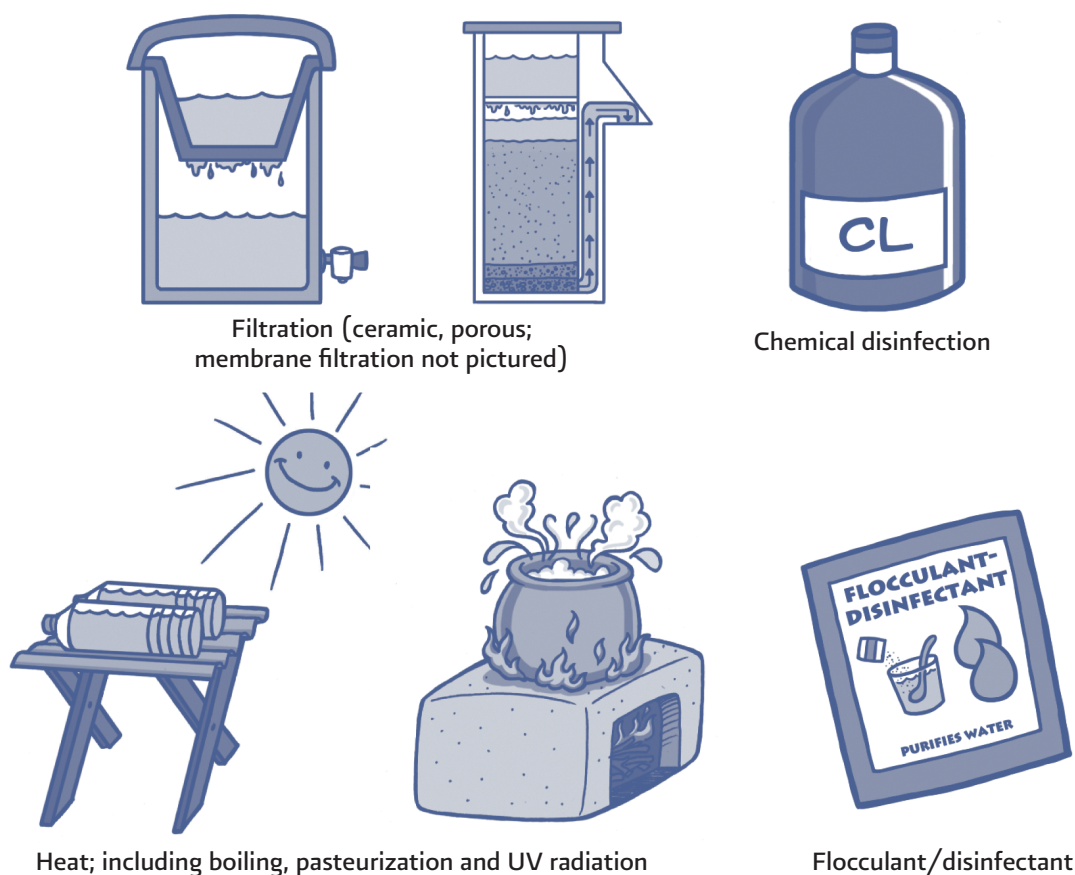 Filtration (ceramic, porous;
membrane filtration not pictured)
CL
Chemical disinfection
Heat; including boiling, pasteurization and UV radiation
FLOCCULANT-
DISINFECTANT
PURIFIES WATER
Flocculant/disinfectant